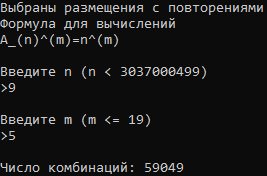 Выбраны размещения с повторениями
Формула для вычислений
A_(n)^(m)=n^(m)
Введите n (n < 3037000499)
>9
Введите m (m <= 19)
>5
Число комбинаций: 59049